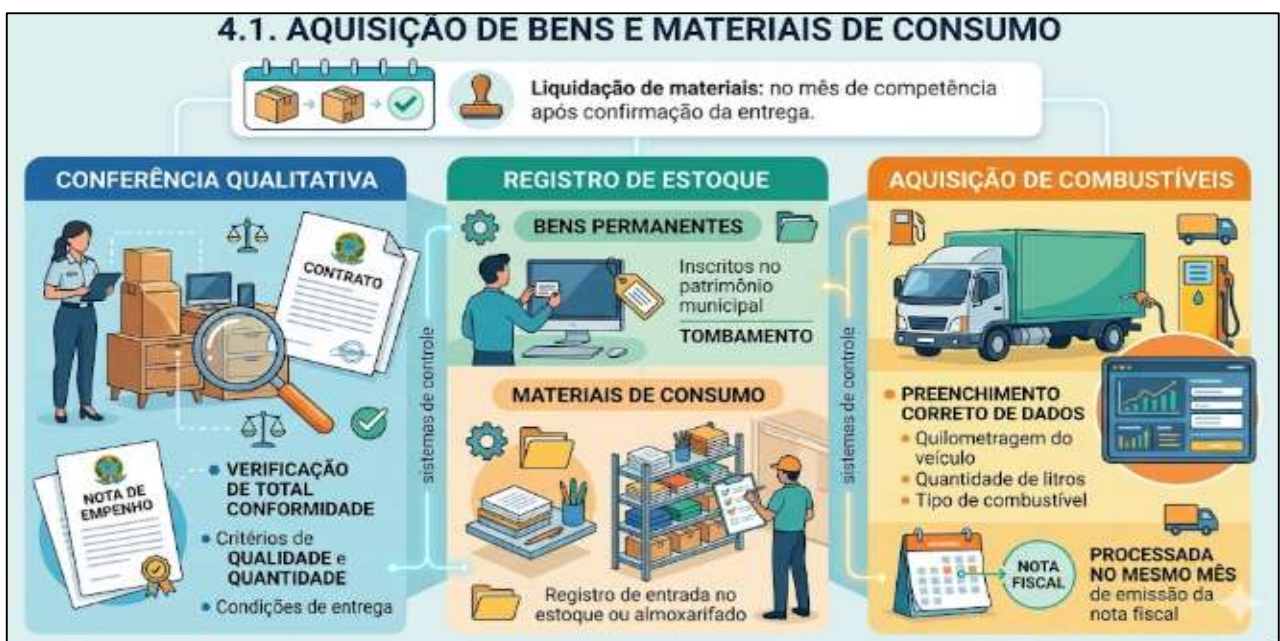 4.1. AQUISIÇÃO DE BENS E MATERIAIS DE CONSUMO
Liquidação de materiais: no mês de competência
após confirmação da entrega.
CONFERÊNCIA QUALITATIVA
CONTRATO
NOTA DE
EMPENHO
• VERIFICAÇÃO
DE TOTAL
CONFORMIDADE
• Critérios de
QUALIDADE e
QUANTIDADE
• Condições de entrega
sistemas de controle
REGISTRO DE ESTOQUE
BENS PERMANENTES
Inscritos no
patrimônio
municipal
TOMBAMENTO
MATERIAIS DE CONSUMO
Registro de entrada no
estoque ou almoxarifado
sistemas de controle
AQUISIÇÃO DE COMBUSTÍVEIS
• PREENCHIMENTO
CORRETO DE DADOS
• Quilometragem do
veículo
• Quantidade de litros
• Tipo de combustível
NOTA
FISCAL
PROCESSADA
NO MESMO MÊS
de emissão da
nota fiscal